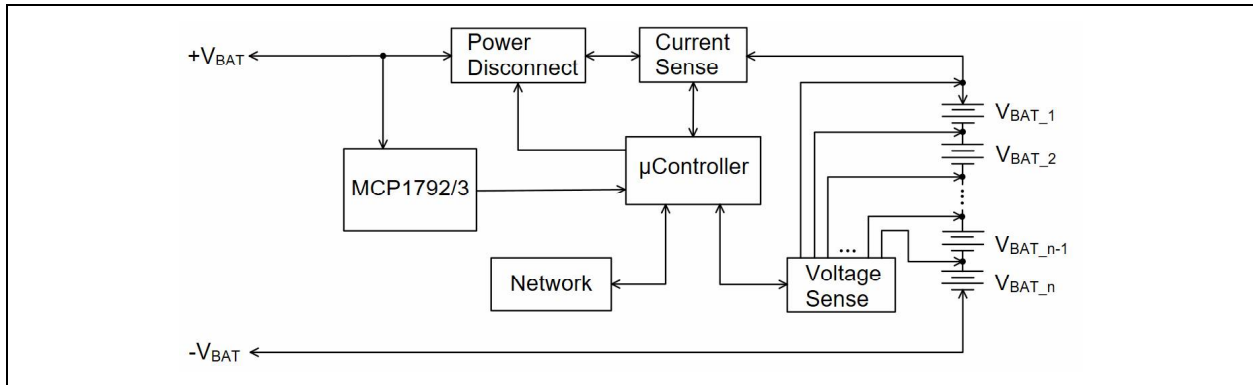 +VBAT
Power
Disconnect
Current
Sense
VBAT_1
VBAT_2
MCP1792/3
µController
...
VBAT_n-1
Network
Voltage
Sense
VBAT_n
-VBAT